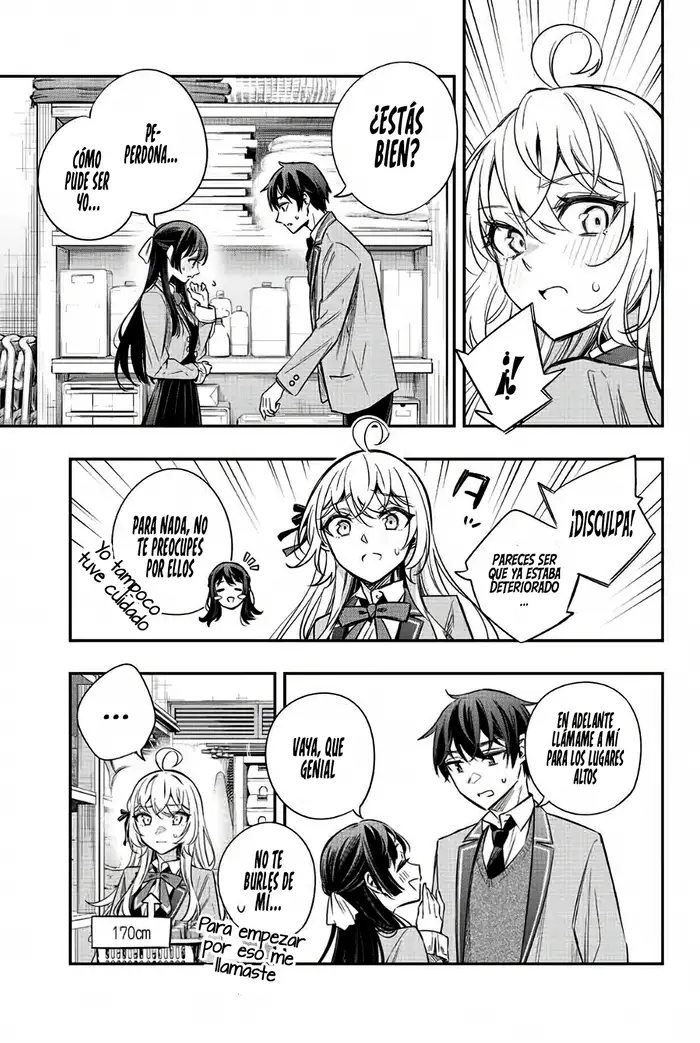 ¡!
¿ESTÁS
BIEN?
PE-
PERDONA...
CÓMO
PUDE SER
YO...
¡DISCULPA!
PARECES SER
QUE YA ESTABA
DETERIORADO
...
PARA NADA, NO
TE PREOCUPES
POR ELLOS
Yo tampoco
tuve cuidado
EN ADELANTE
LLÁMAME A MÍ
PARA LOS LUGARES
ALTOS
VAYA, QUE
GENIAL
NO TE
BURLES DE
MÍ...
Para empezar
por eso me
llamaste
...
170cm